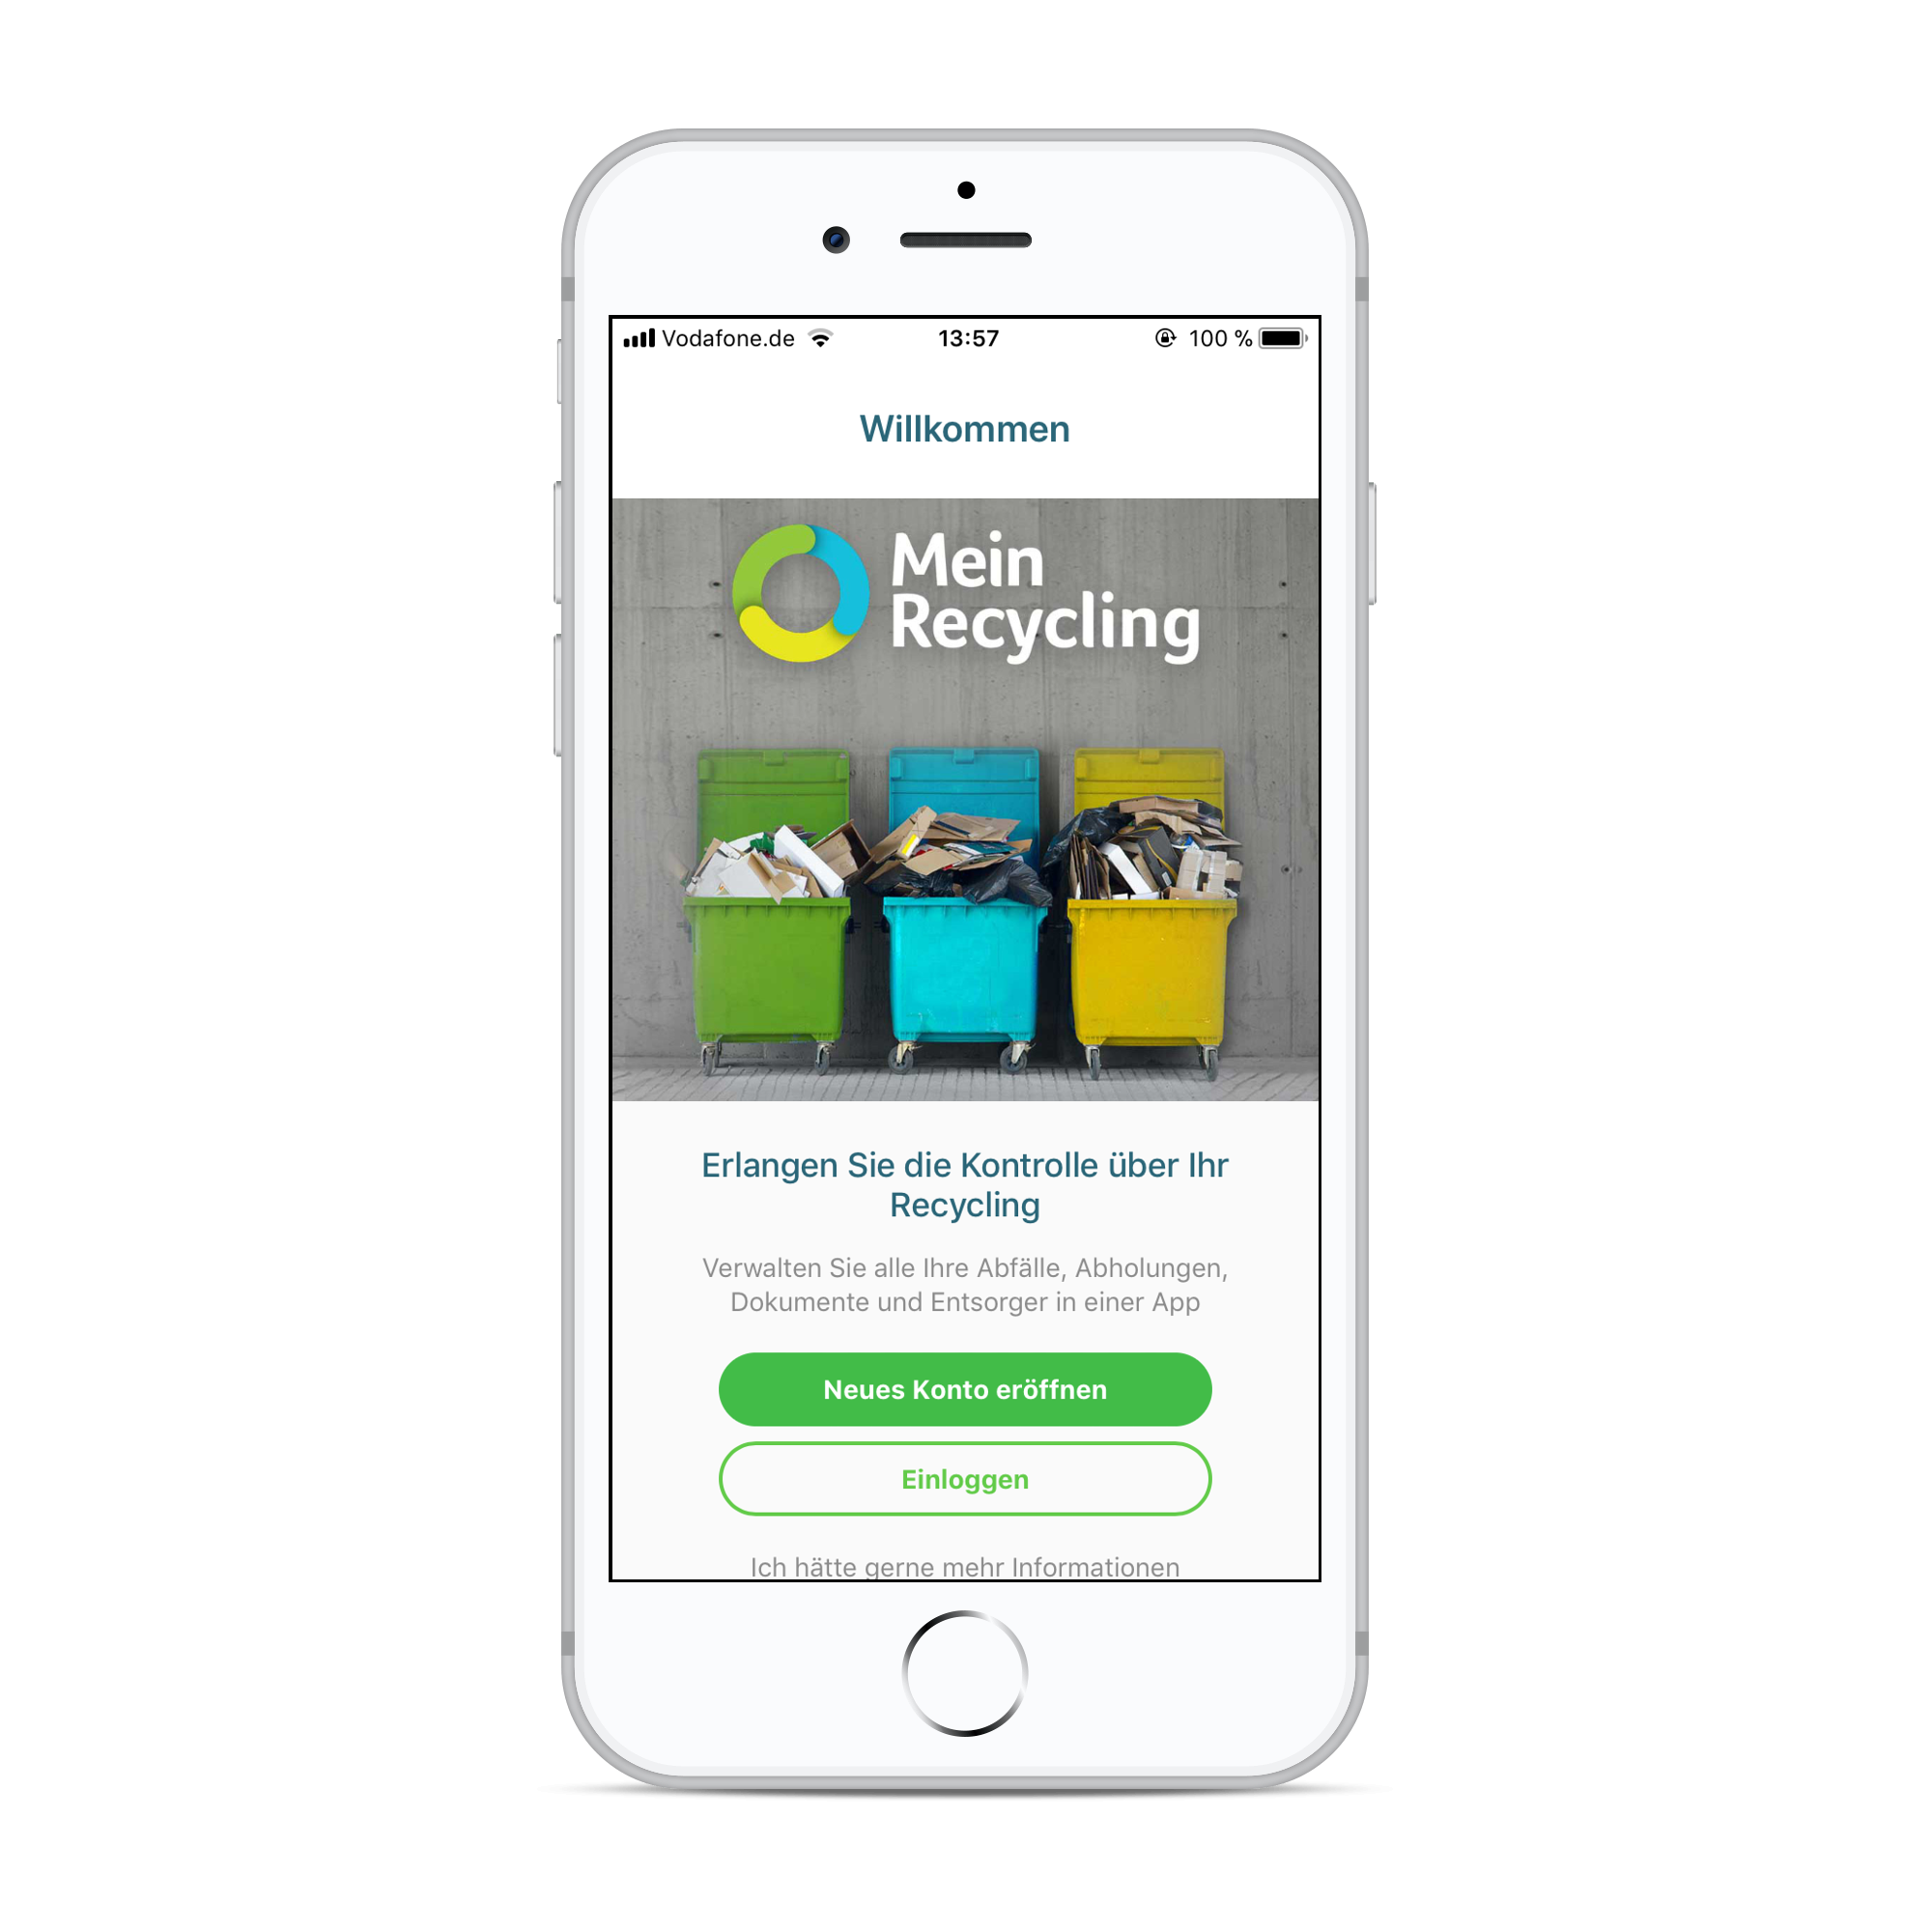 Vodafone.de 13:57 100 %
Willkommen
Mein
Recycling
Erlangen Sie die Kontrolle über Ihr
Recycling
Verwalten Sie alle Ihre Abfälle, Abholungen,
Dokumente und Entsorger in einer App
Neues Konto eröffnen
Einloggen
Ich hätte gerne mehr Informationen